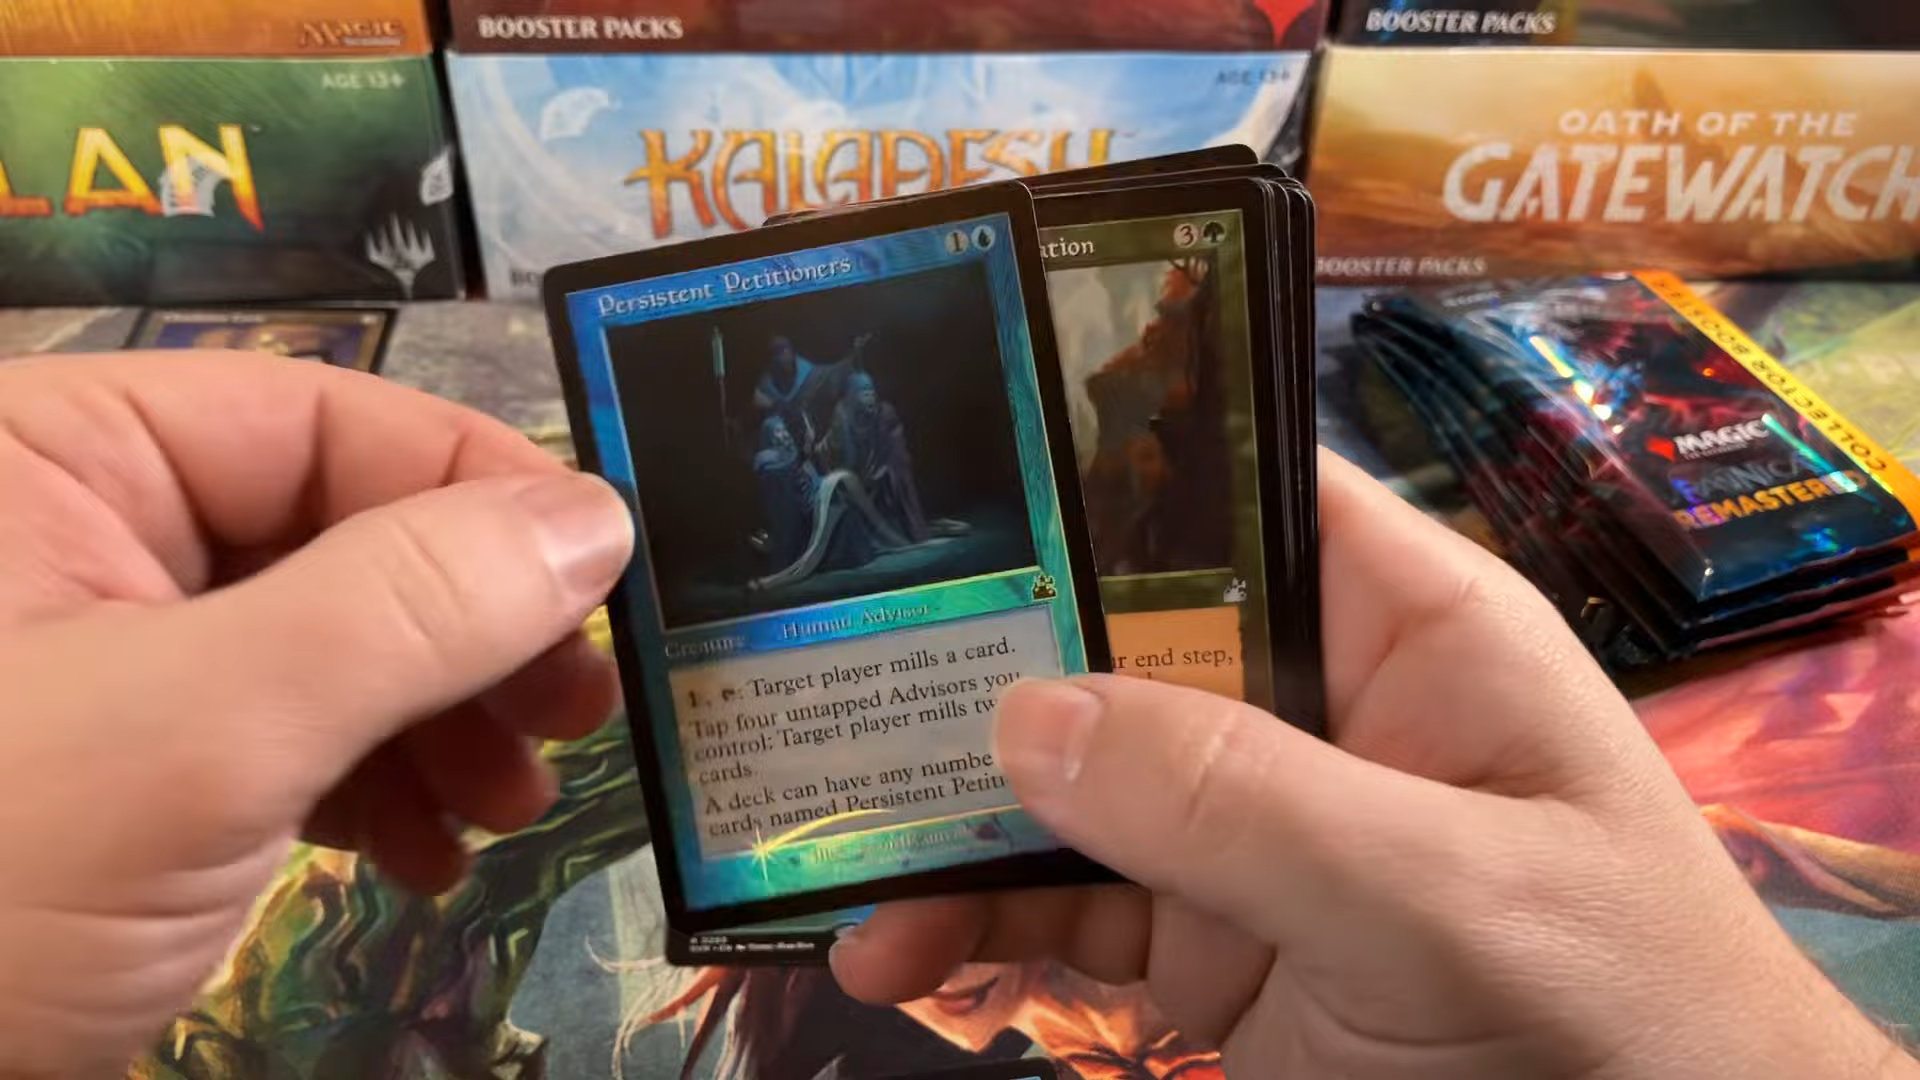 MAGIC
BOOSTER PACKS
BOOSTER PACKS
AGE 13+
AGE 13+
LAN
KALADESH
OATH OF THE
GATEWATCH
BOOSTER PACKS
Persistent Petitioners
1
ation
3
Creature Human Advisor
1, T: Target player mills a card.
Tap four untapped Advisors you
control: Target player mills tw
cards.
A deck can have any numbe
cards named Persistent Petiti
r end step,
COLLECTOR BOOSTER
MAGIC
RAVNICA
REMASTERED